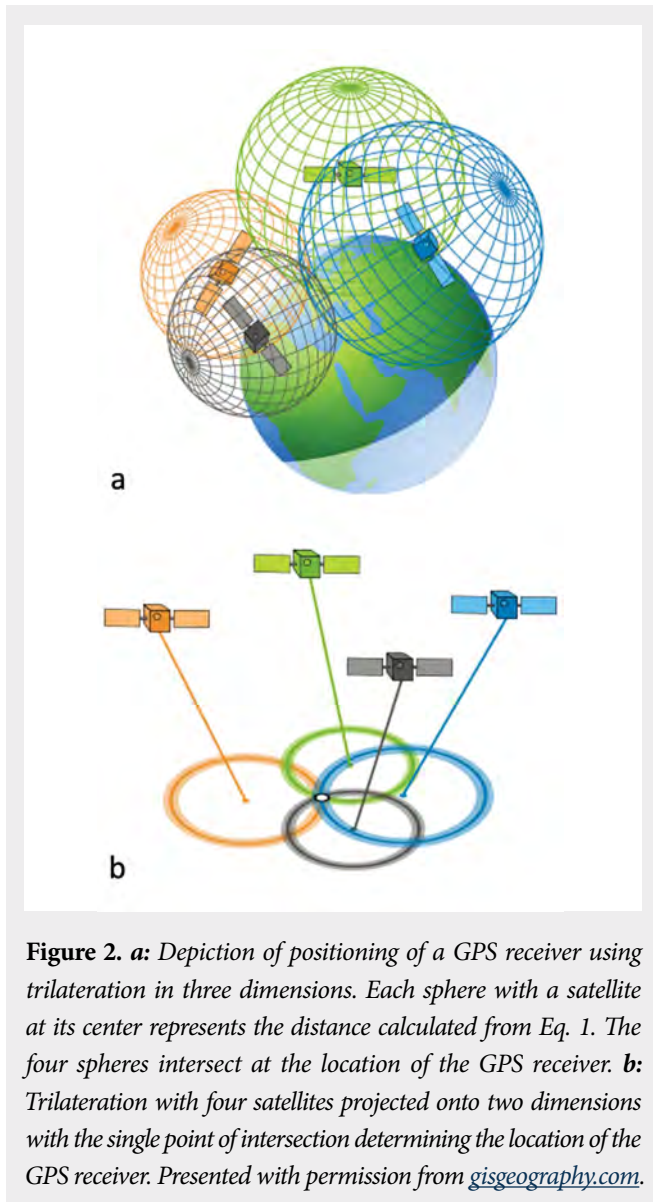 a
b
Figure 2. a: Depiction of positioning of a GPS receiver using
trilateration in three dimensions. Each sphere with a satellite
at its center represents the distance calculated from Eq. 1. The
four spheres intersect at the location of the GPS receiver. b:
Trilateration with four satellites projected onto two dimensions
with the single point of intersection determining the location of the
GPS receiver. Presented with permission from gisgeography.com.